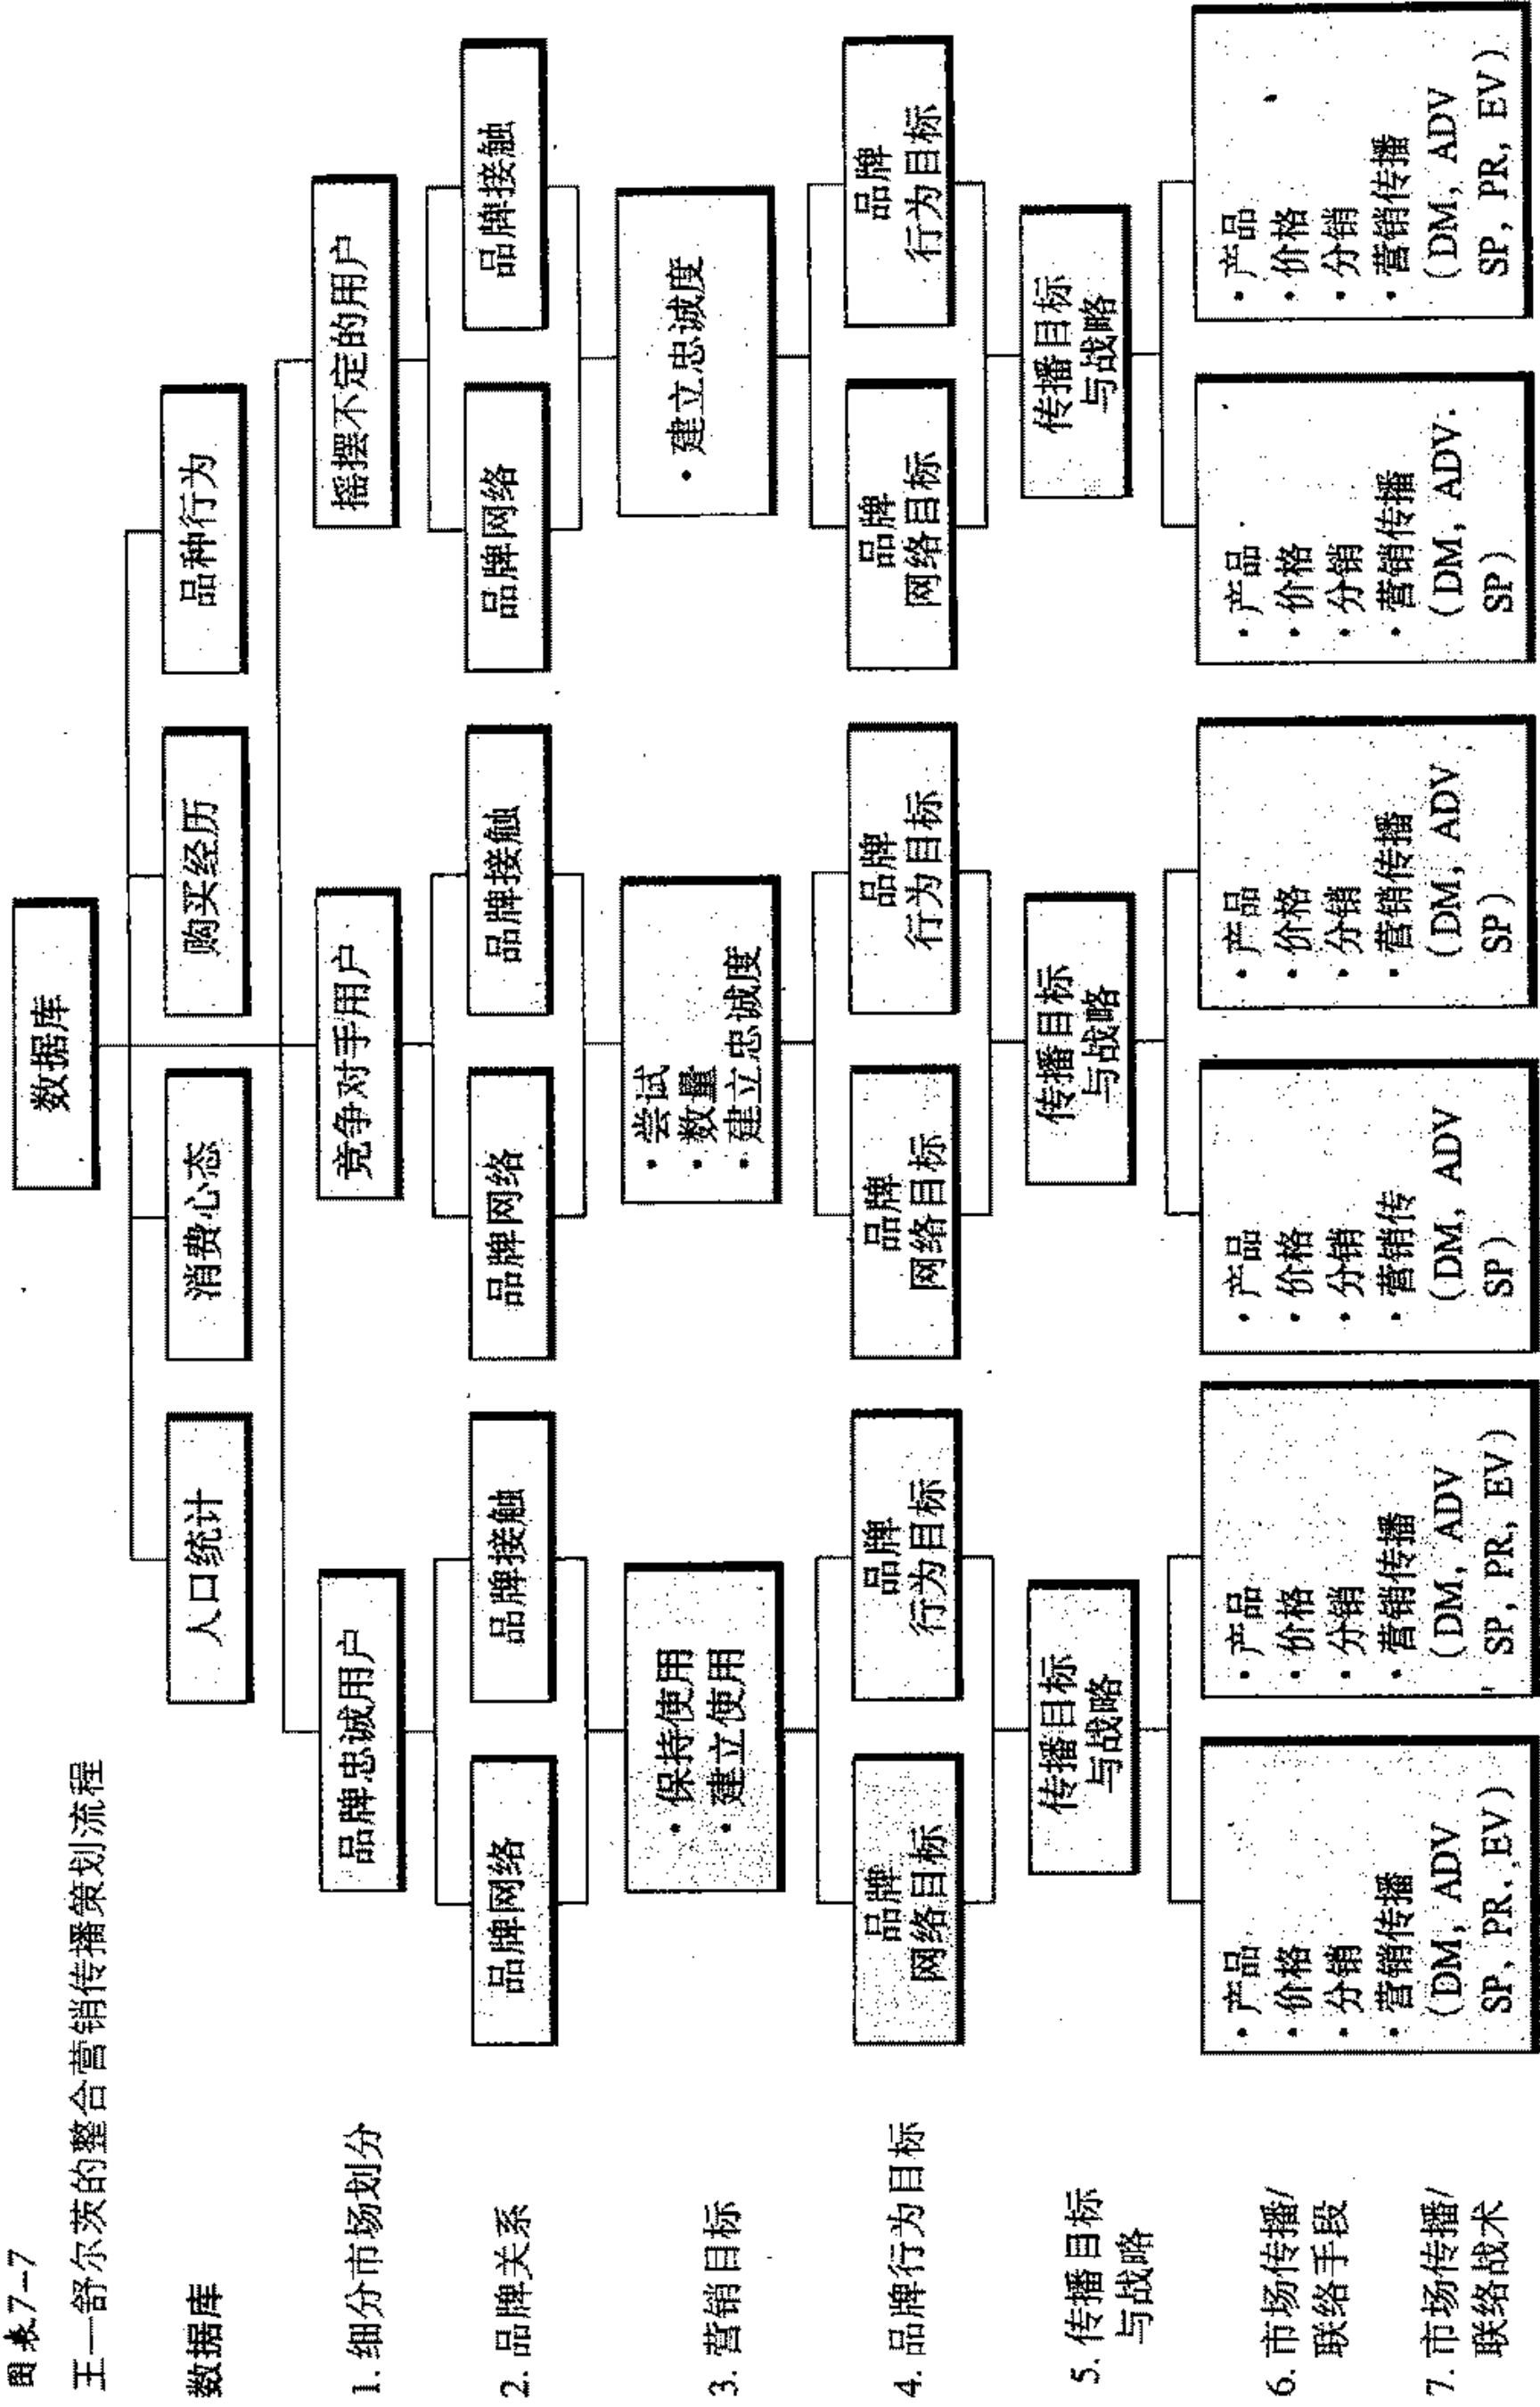 图表7-7
王—舒尔茨的整合营销传播策划流程
数据库
数据库
人口统计
消费心态
购买经历
品种行为
1. 细分市场划分
品牌忠诚用户
竞争对手用户
摇摆不定的用户
2. 品牌关系
品牌网络
品牌接触
品牌网络
品牌接触
品牌网络
品牌接触
3. 营销目标
• 保持使用
• 建立使用
• 尝试
• 数量
• 建立忠诚度
• 建立忠诚度
4. 品牌行为目标
品牌
网络目标
品牌
行为目标
品牌
网络目标
品牌
行为目标
品牌
网络目标
品牌
行为目标
5. 传播目标
与战略
传播目标
与战略
传播目标
与战略
传播目标
与战略
6. 市场传播/
联络手段
7. 市场传播/
联络战术
• 产品
• 价格
• 分销
• 营销传播
(DM, ADV
SP, PR, EV)
• 产品
• 价格
• 分销
• 营销传播
(DM, ADV
SP, PR, EV)
• 产品
• 价格
• 分销
• 营销传
(DM, ADV
SP)
• 产品
• 价格
• 分销
• 营销传播
(DM, ADV
SP)
• 产品
• 价格
• 分销
• 营销传播
(DM, ADV.
SP)
• 产品
• 价格
• 分销
• 营销传播
(DM, ADV
SP, PR, EV)